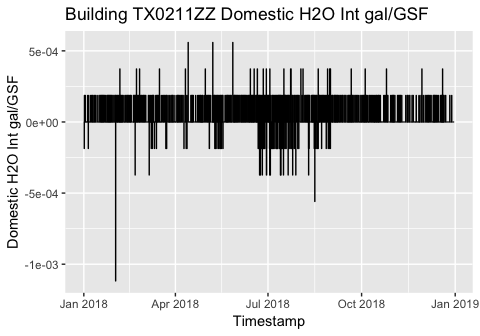 Building TX0211ZZ Domestic H2O Int gal/GSF
Domestic H2O Int gal/GSF
5e-04
0e+00
-5e-04
-1e-03
Jan 2018 Apr 2018 Jul 2018 Oct 2018 Jan 2019
Timestamp